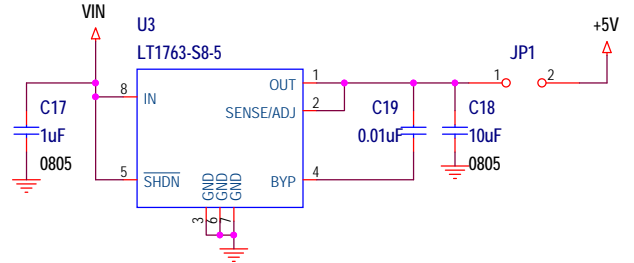 VIN
U3
LT1763-S8-5
+5V
JP1
OUT
1
1
2
8
IN
SENSE/ADJ
2
C17
1uF
0805
C19
0.01uF
C18
10uF
0805
5
SHDN
GND
GND
GND
BYP
4
3
6
7